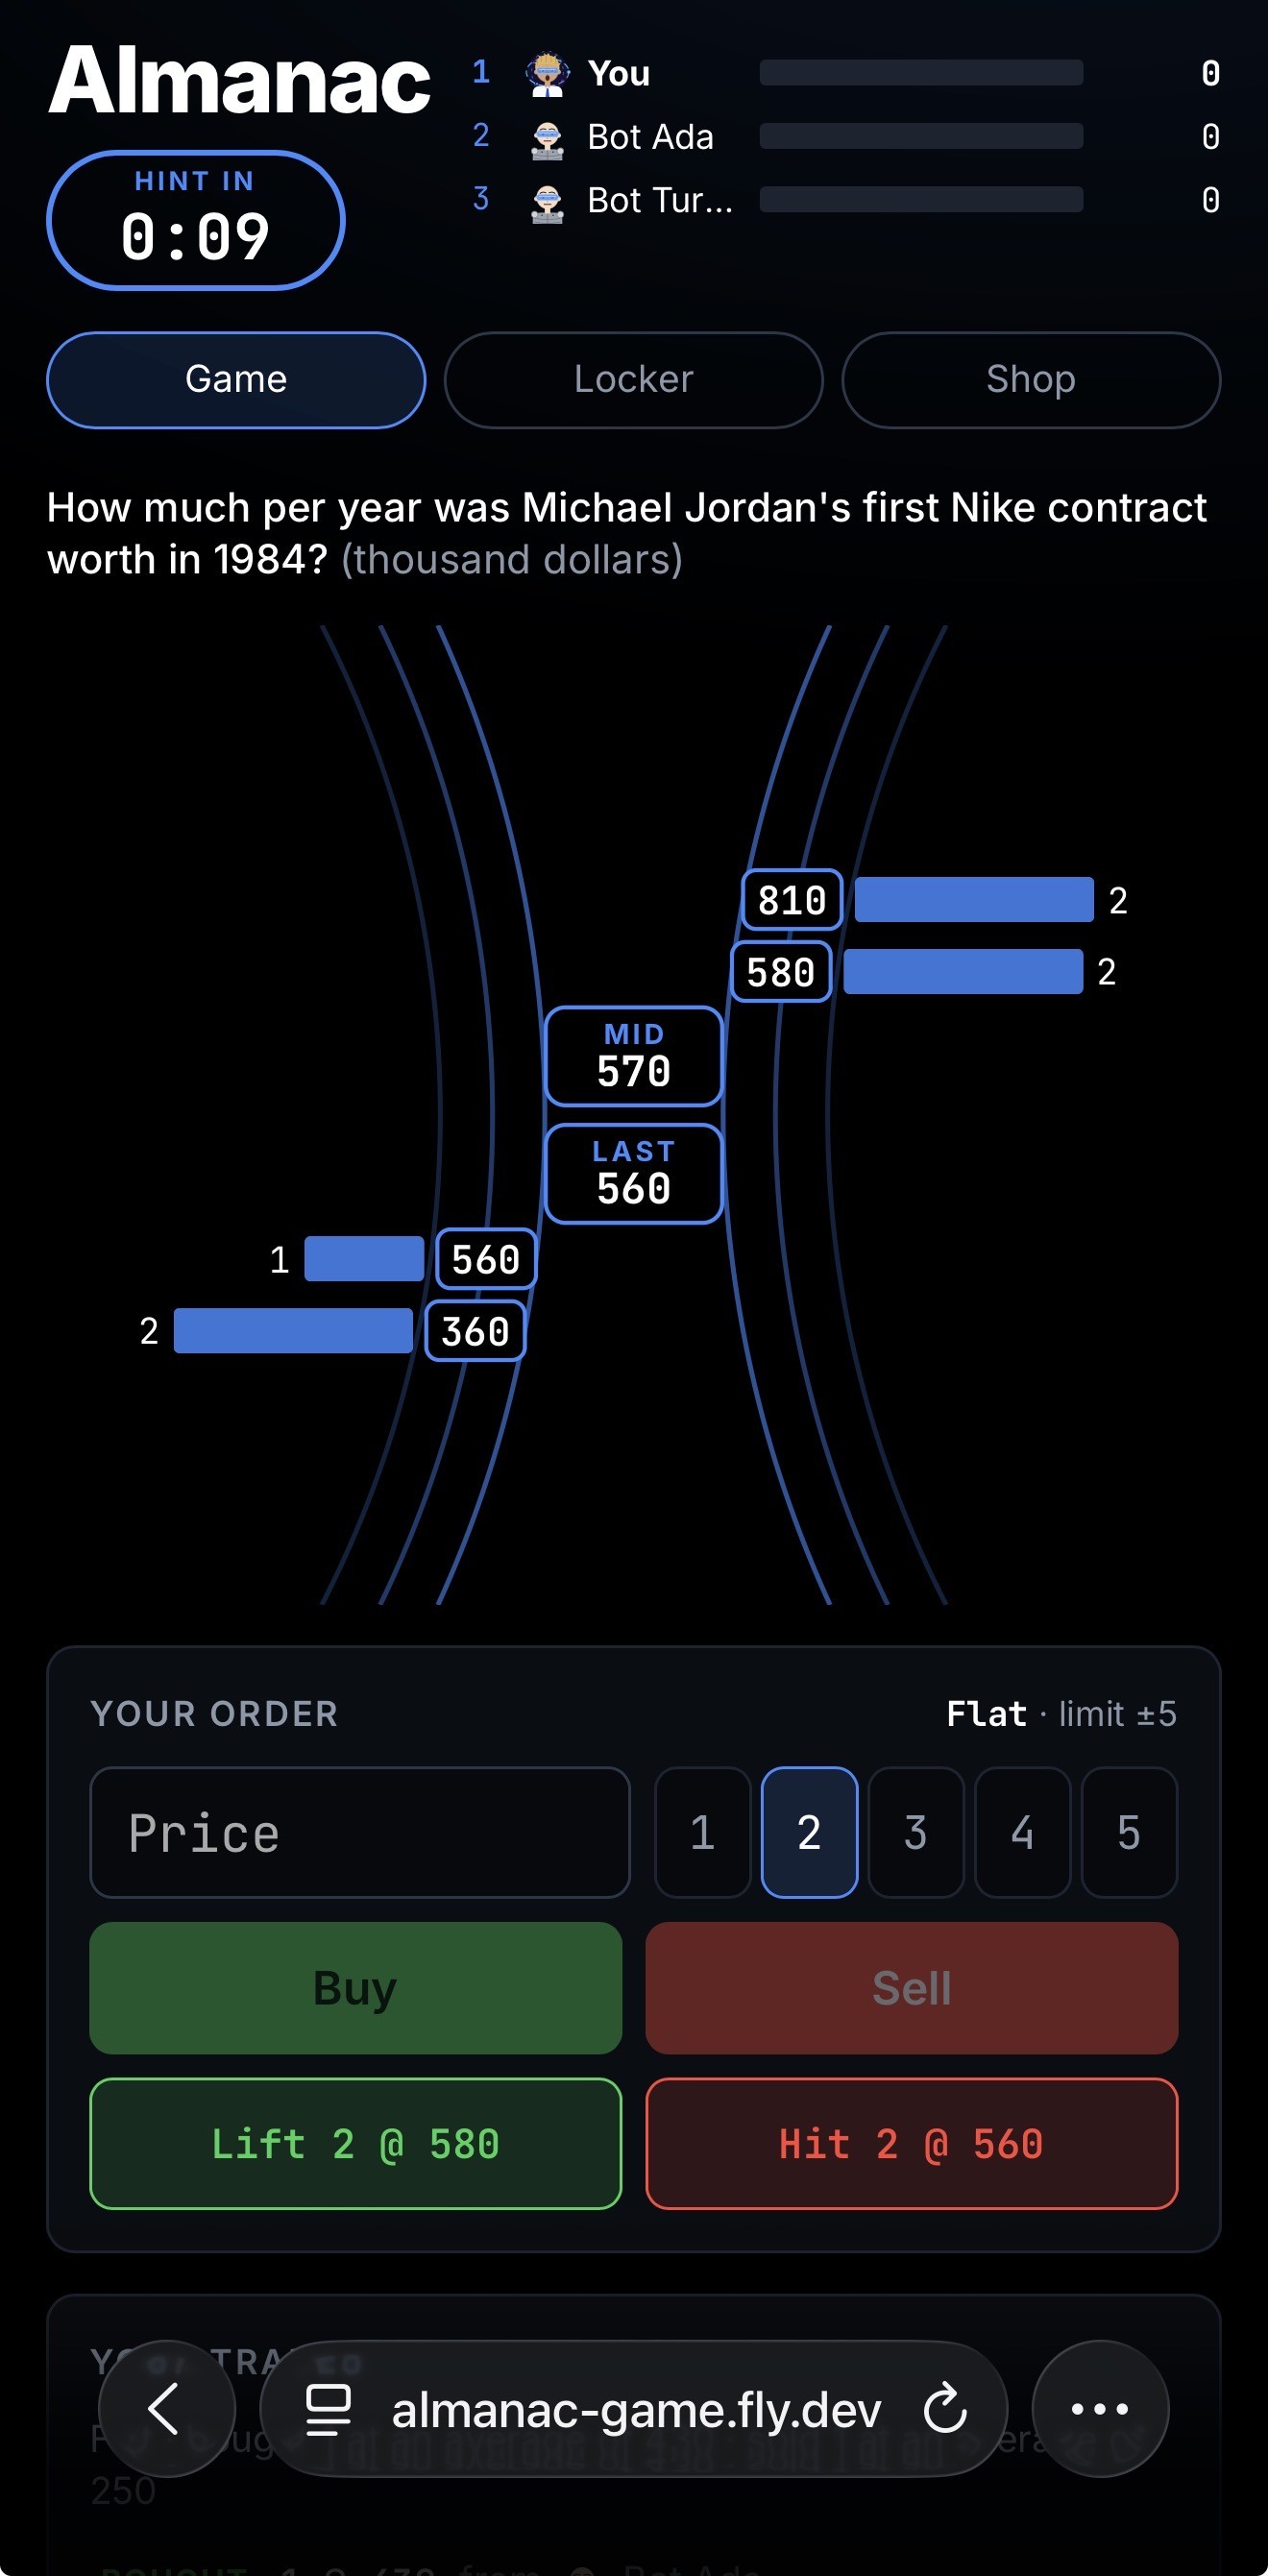 Almanac
HINT IN
0:09
1 You 0
2 Bot Ada 0
3 Bot Tur... 0
Game Locker Shop
How much per year was Michael Jordan's first Nike contract
worth in 1984? (thousand dollars)
810 2
580 2
MID
570
LAST
560
1 560
2 360
YOUR ORDER Flat · limit ±5
Price 1 2 3 4 5
Buy Sell
Lift 2 @ 580 Hit 2 @ 560
almanac-game.fly.dev
250
Bot Ada